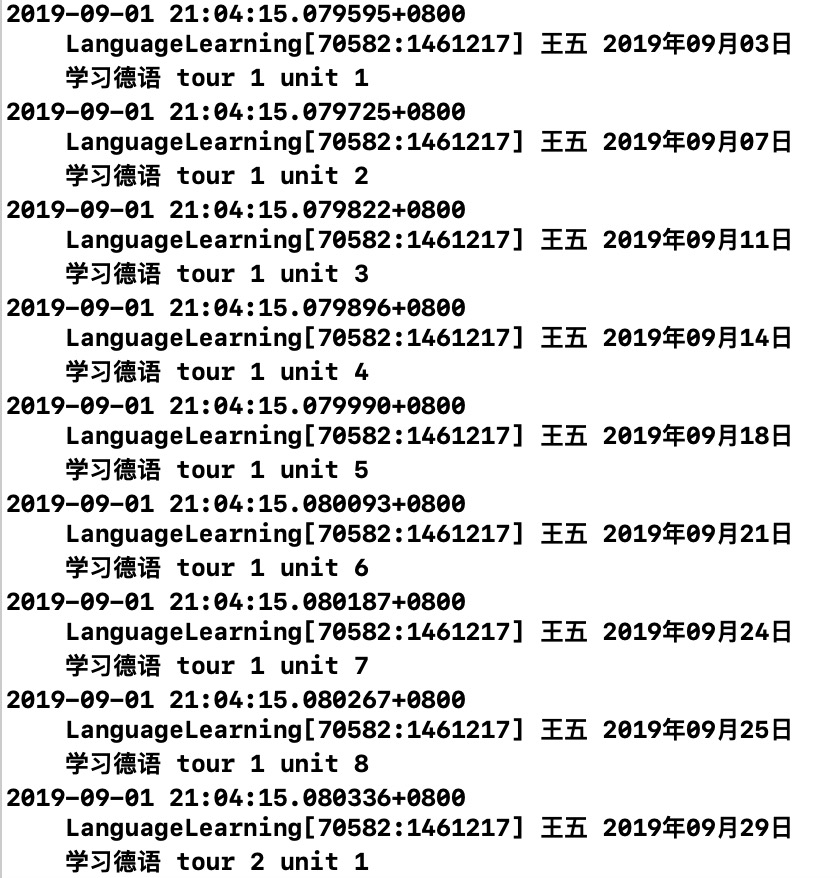 2019-09-01 21:04:15.079595+0800
LanguageLearning[70582:1461217] 王五 2019年09月03日
学习德语 tour 1 unit 1
2019-09-01 21:04:15.079725+0800
LanguageLearning[70582:1461217] 王五 2019年09月07日
学习德语 tour 1 unit 2
2019-09-01 21:04:15.079822+0800
LanguageLearning[70582:1461217] 王五 2019年09月11日
学习德语 tour 1 unit 3
2019-09-01 21:04:15.079896+0800
LanguageLearning[70582:1461217] 王五 2019年09月14日
学习德语 tour 1 unit 4
2019-09-01 21:04:15.079990+0800
LanguageLearning[70582:1461217] 王五 2019年09月18日
学习德语 tour 1 unit 5
2019-09-01 21:04:15.080093+0800
LanguageLearning[70582:1461217] 王五 2019年09月21日
学习德语 tour 1 unit 6
2019-09-01 21:04:15.080187+0800
LanguageLearning[70582:1461217] 王五 2019年09月24日
学习德语 tour 1 unit 7
2019-09-01 21:04:15.080267+0800
LanguageLearning[70582:1461217] 王五 2019年09月25日
学习德语 tour 1 unit 8
2019-09-01 21:04:15.080336+0800
LanguageLearning[70582:1461217] 王五 2019年09月29日
学习德语 tour 2 unit 1